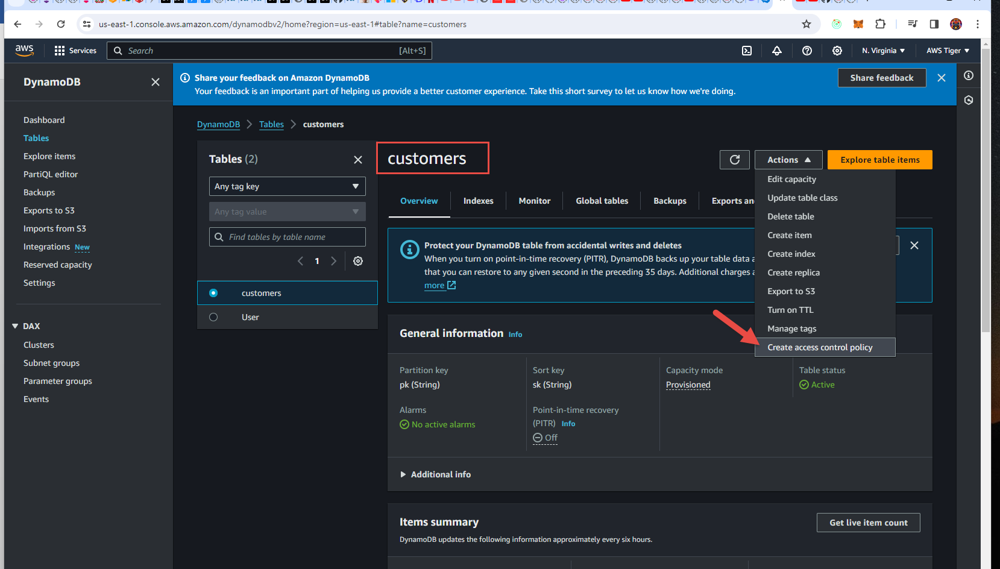 us-east-1.console.aws.amazon.com/dynamodbv2/home?region=us-east-1#table?name=customers
aws
Services
Search
[Alt+S]
N. Virginia
AWS Tiger
DynamoDB
Dashboard
Tables
Explore items
PartiQL editor
Backups
Exports to S3
Imports from S3
Integrations New
Reserved capacity
Settings
DAX
Clusters
Subnet groups
Parameter groups
Events
Share your feedback on Amazon DynamoDB
Your feedback is an important part of helping us provide a better customer experience. Take this short survey to let us know how we're doing.
Share feedback
DynamoDB
Tables
customers
Tables (2)
Any tag key
Any tag value
Find tables by table name
1
customers
User
customers
Actions
Explore table items
Edit capacity
Update table class
Delete table
Create item
Create index
Create replica
Export to S3
Turn on TTL
Manage tags
Create access control policy
Overview
Indexes
Monitor
Global tables
Backups
Exports an
Protect your DynamoDB table from accidental writes and deletes
When you turn on point-in-time recovery (PITR), DynamoDB backs up your table data a
that you can restore to any given second in the preceding 35 days. Additional charges a
more
General information Info
Partition key
pk (String)
Sort key
sk (String)
Capacity mode
Provisioned
Table status
Active
Alarms
No active alarms
Point-in-time recovery
(PITR) Info
Off
Additional info
Items summary
Get live item count
DynamoDB updates the following information approximately every six hours.